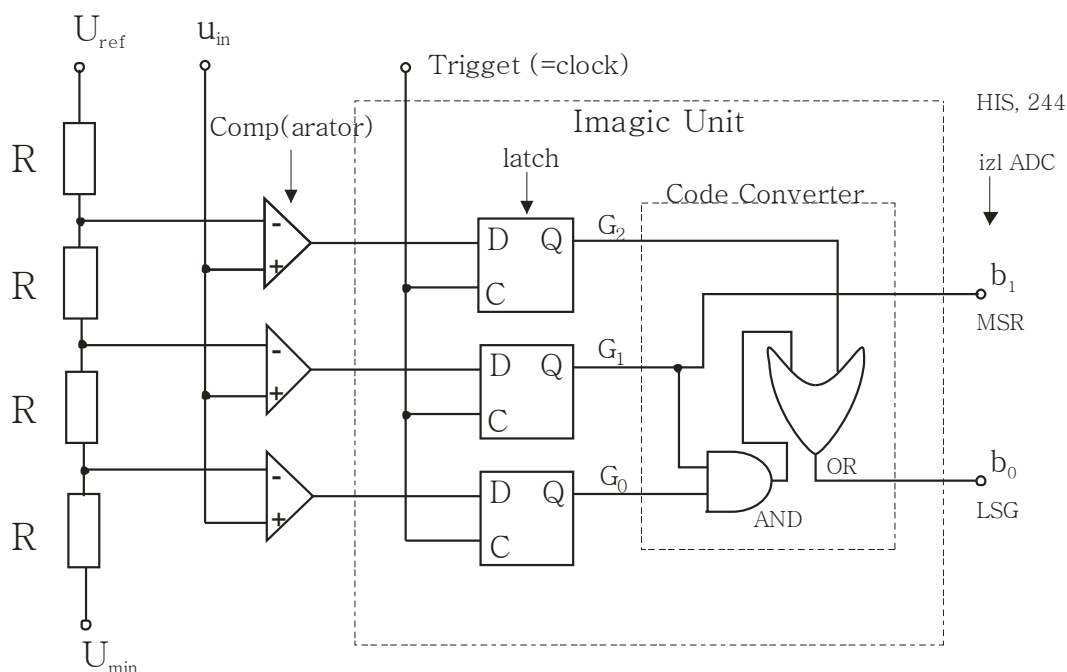 U_ref
u_in
Trigget (=clock)
HIS, 244
Comp(arator)
Imagic Unit
R
latch
izl ADC
Code Converter
-
D Q
G_2
+
R
C
b_1
MSR
-
G_1
D Q
R
+
C
-
G_0
D Q
OR
b_0
+
AND
LSG
R
C
U_min